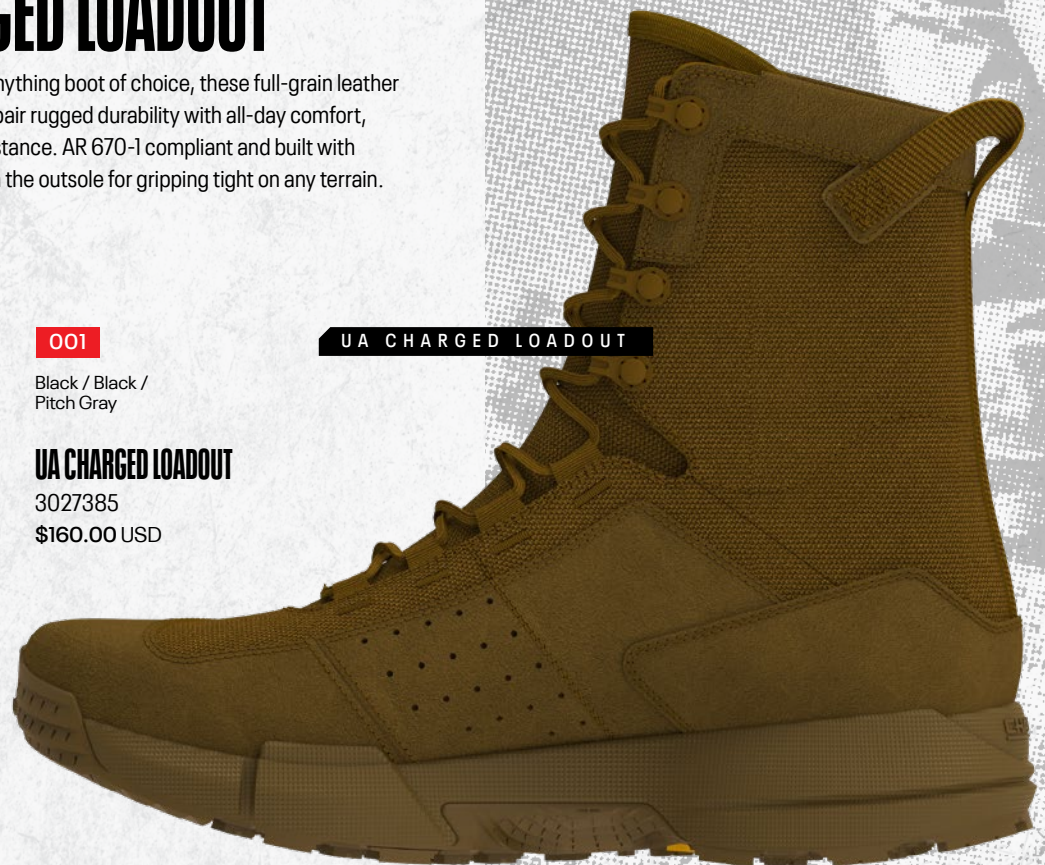 GED LOADOUT
nything boot of choice, these full-grain leather
pair rugged durability with all-day comfort,
stance. AR 670-1 compliant and built with
the outsole for gripping tight on any terrain.
001
UA CHARGED LOADOUT
Black / Black /
Pitch Gray
UA CHARGED LOADOUT
3027385
$160.00 USD